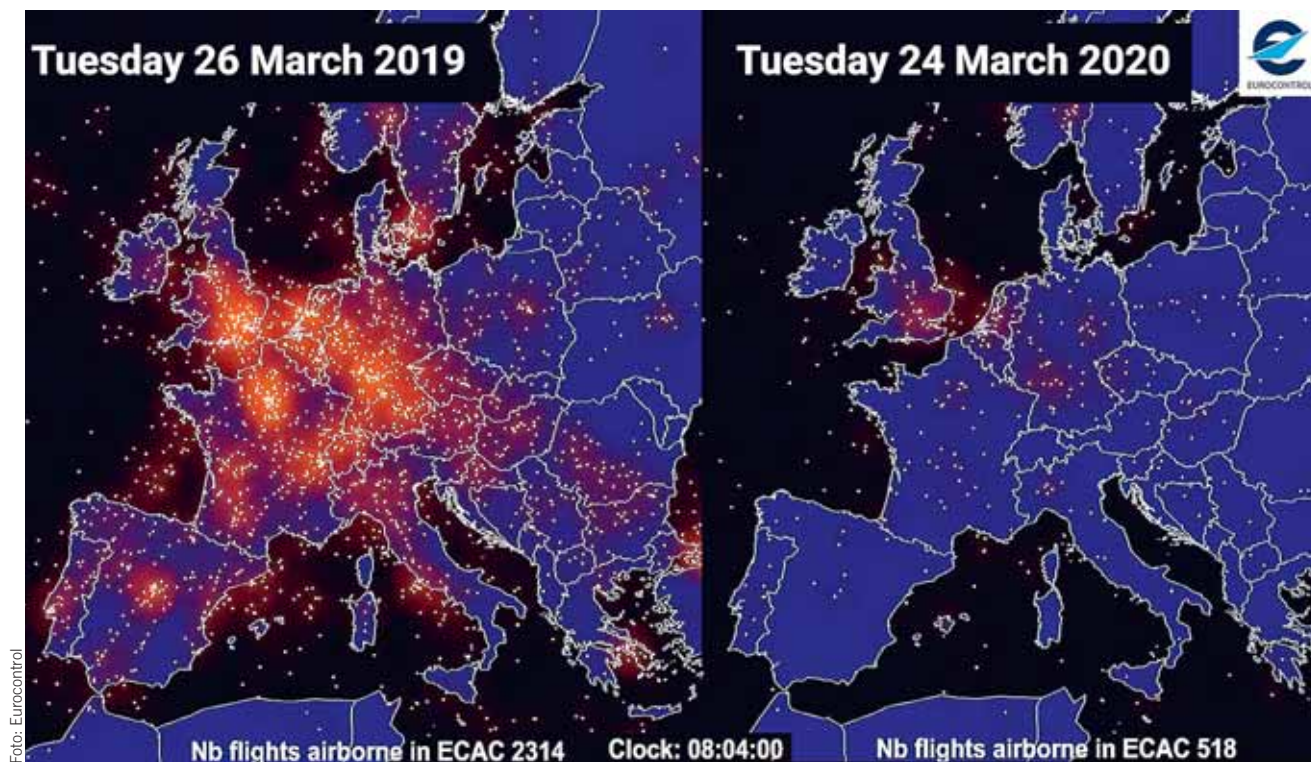 Tuesday 26 March 2019
Tuesday 24 March 2020
EUROCONTROL
Nb flights airborne in ECAC 2314
Clock: 08:04:00
Nb flights airborne in ECAC 518
Foto: Eurocontrol